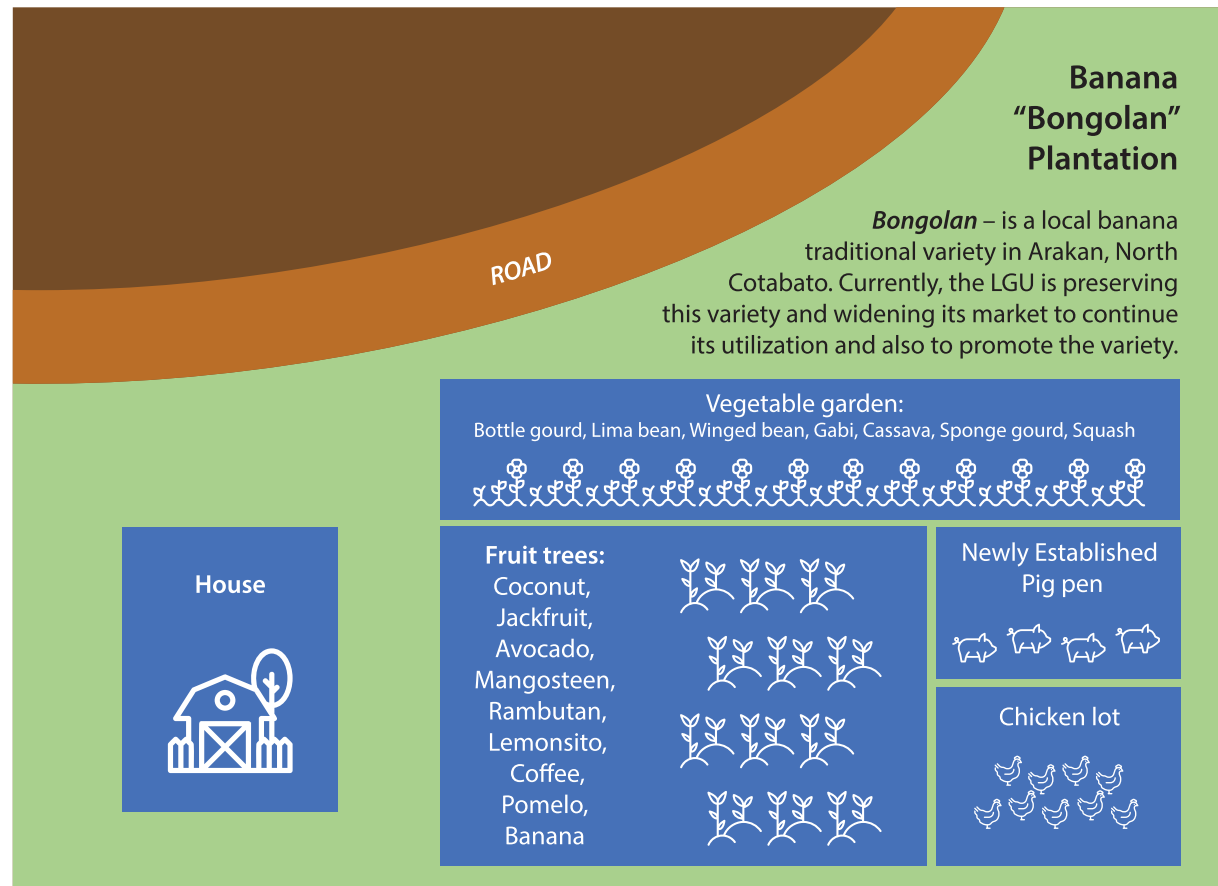 Banana
“Bongolan”
Plantation
Bongolan – is a local banana
traditional variety in Arakan, North
Cotabato. Currently, the LGU is preserving
this variety and widening its market to continue
its utilization and also to promote the variety.
ROAD
Vegetable garden:
Bottle gourd, Lima bean, Winged bean, Gabi, Cassava, Sponge gourd, Squash
House
Fruit trees:
Coconut,
Jackfruit,
Avocado,
Mangosteen,
Rambutan,
Lemonsito,
Coffee,
Pomelo,
Banana
Newly Established
Pig pen
Chicken lot